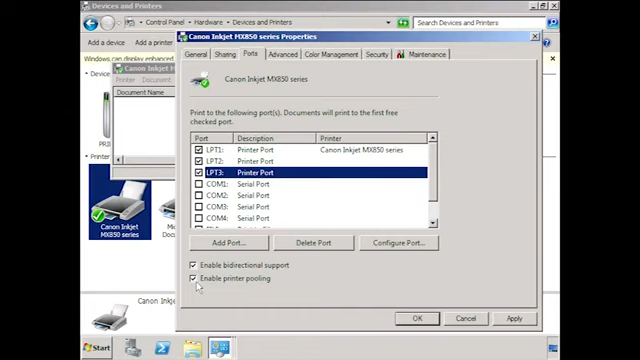 Devices and Printers
Control Panel
Hardware
Devices and Printers
Search Devices and Printers
Add a device
Add a printer
Windows can
Canon Inkjet M
Printer
Document
Document Name
Canon Inkjet
MX850 series
Canon Inkjet MX850 series Properties
General
Sharing
Ports
Advanced
Color Management
Security
Maintenance
Canon Inkjet MX850 series
Print to the following port(s). Documents will print to the first free
checked port.
Port
Description
Printer
LPT1:
Printer Port
Canon Inkjet MX850 series
LPT2:
Printer Port
LPT3:
Printer Port
COM1:
Serial Port
COM2:
Serial Port
COM3:
Serial Port
COM4:
Serial Port
Add Port...
Delete Port
Configure Port...
Enable bidirectional support
Enable printer pooling
OK
Cancel
Apply
Canon
Start